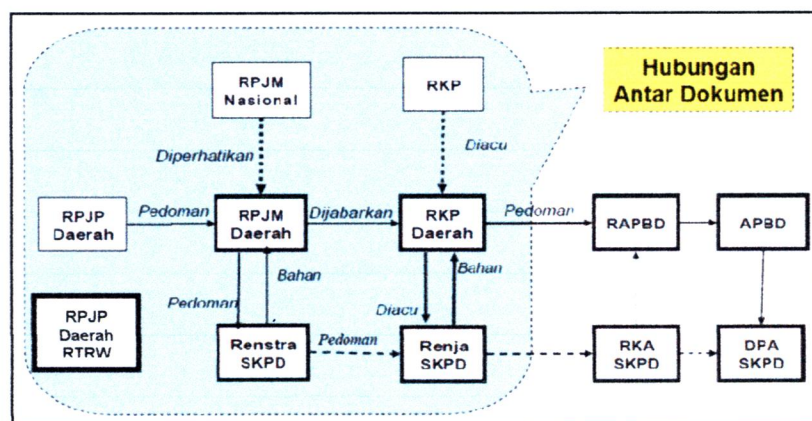 Hubungan
Antar Dokumen
RPJM
Nasional
RKP
Diperhatikan
Diacu
RPJP
Daerah
Pedoman
RPJM
Daerah
Dijabarkan
RKP
Daerah
Pedoman
RAPBD
APBD
Bahan
Pedoman
Bahan
Diacu
RPJP
Daerah
RTRW
Renstra
SKPD
Pedoman
Renja
SKPD
RKA
SKPD
DPA
SKPD